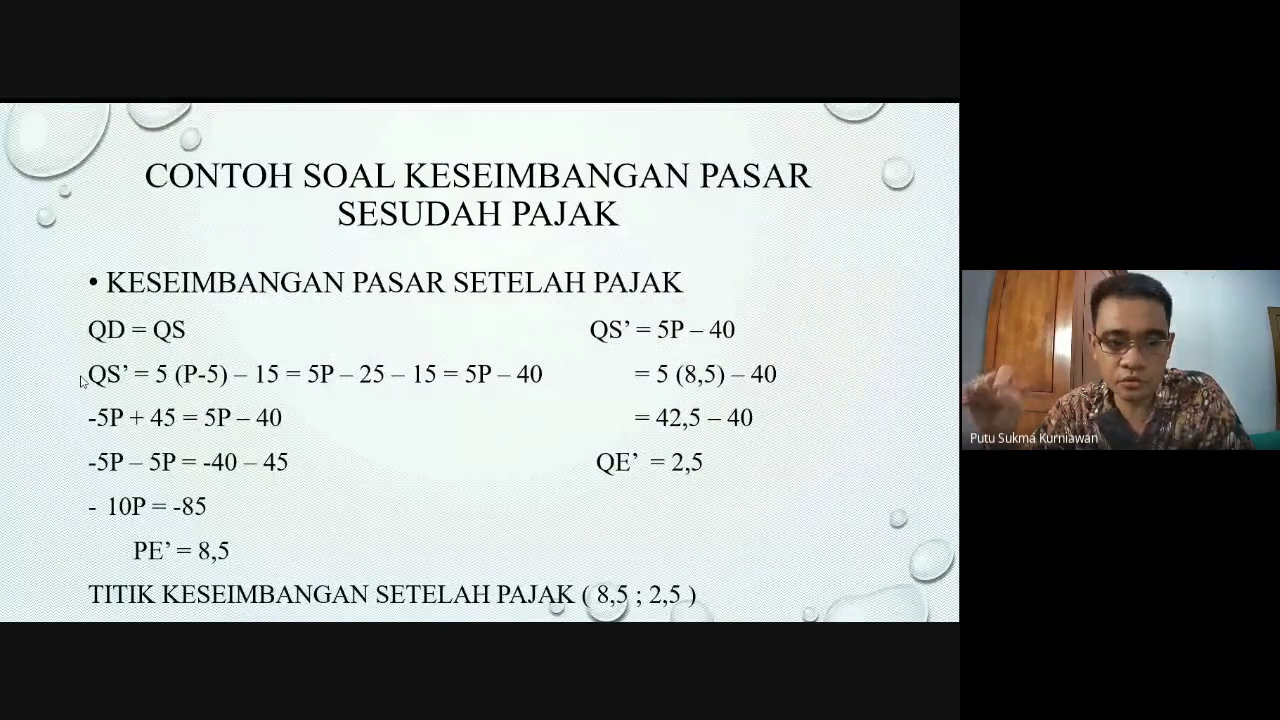 CONTOH SOAL KESEIMBANGAN PASAR
SESUDAH PAJAK
• KESEIMBANGAN PASAR SETELAH PAJAK
QD = QS
QS’ = 5 (P-5) – 15 = 5P – 25 – 15 = 5P – 40
-5P + 45 = 5P – 40
-5P – 5P = -40 – 45
- 10P = -85
PE’ = 8,5
QS’ = 5P – 40
= 5 (8,5) – 40
= 42,5 – 40
QE’ = 2,5
TITIK KESEIMBANGAN SETELAH PAJAK ( 8,5 ; 2,5 )
Putu Sukma Kurniawan